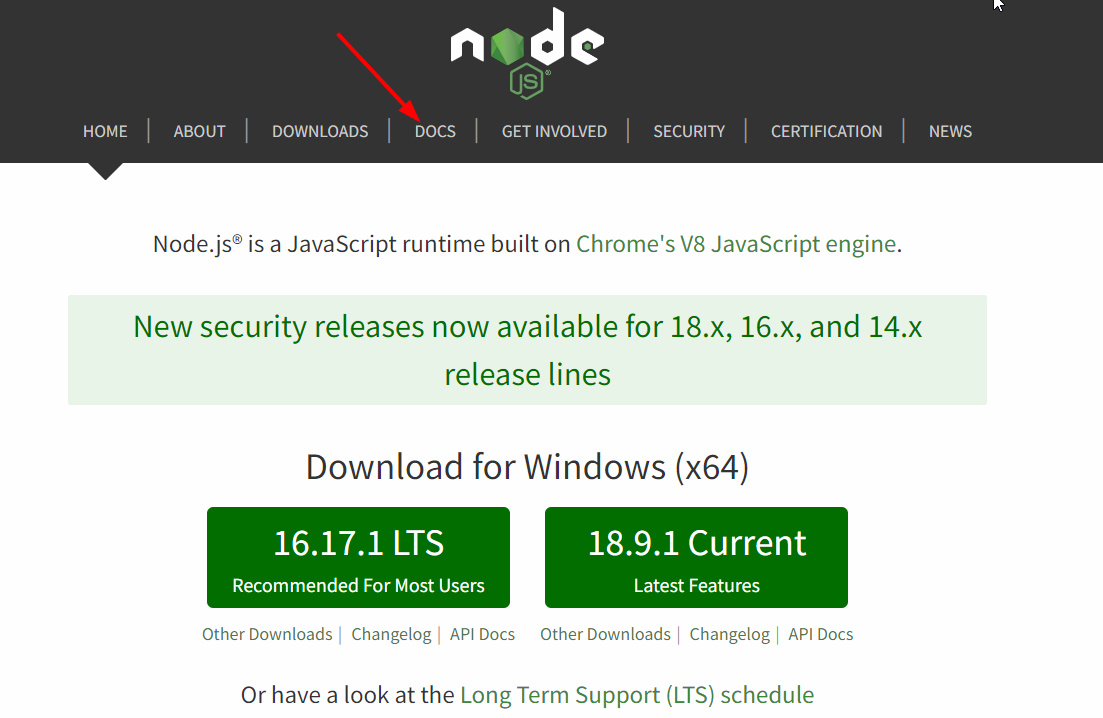 node
JS®
HOME | ABOUT | DOWNLOADS | DOCS | GET INVOLVED | SECURITY | CERTIFICATION | NEWS
Node.js® is a JavaScript runtime built on Chrome's V8 JavaScript engine.
New security releases now available for 18.x, 16.x, and 14.x
release lines
Download for Windows (x64)
16.17.1 LTS
Recommended For Most Users
18.9.1 Current
Latest Features
Other Downloads | Changelog | API Docs
Other Downloads | Changelog | API Docs
Or have a look at the Long Term Support (LTS) schedule